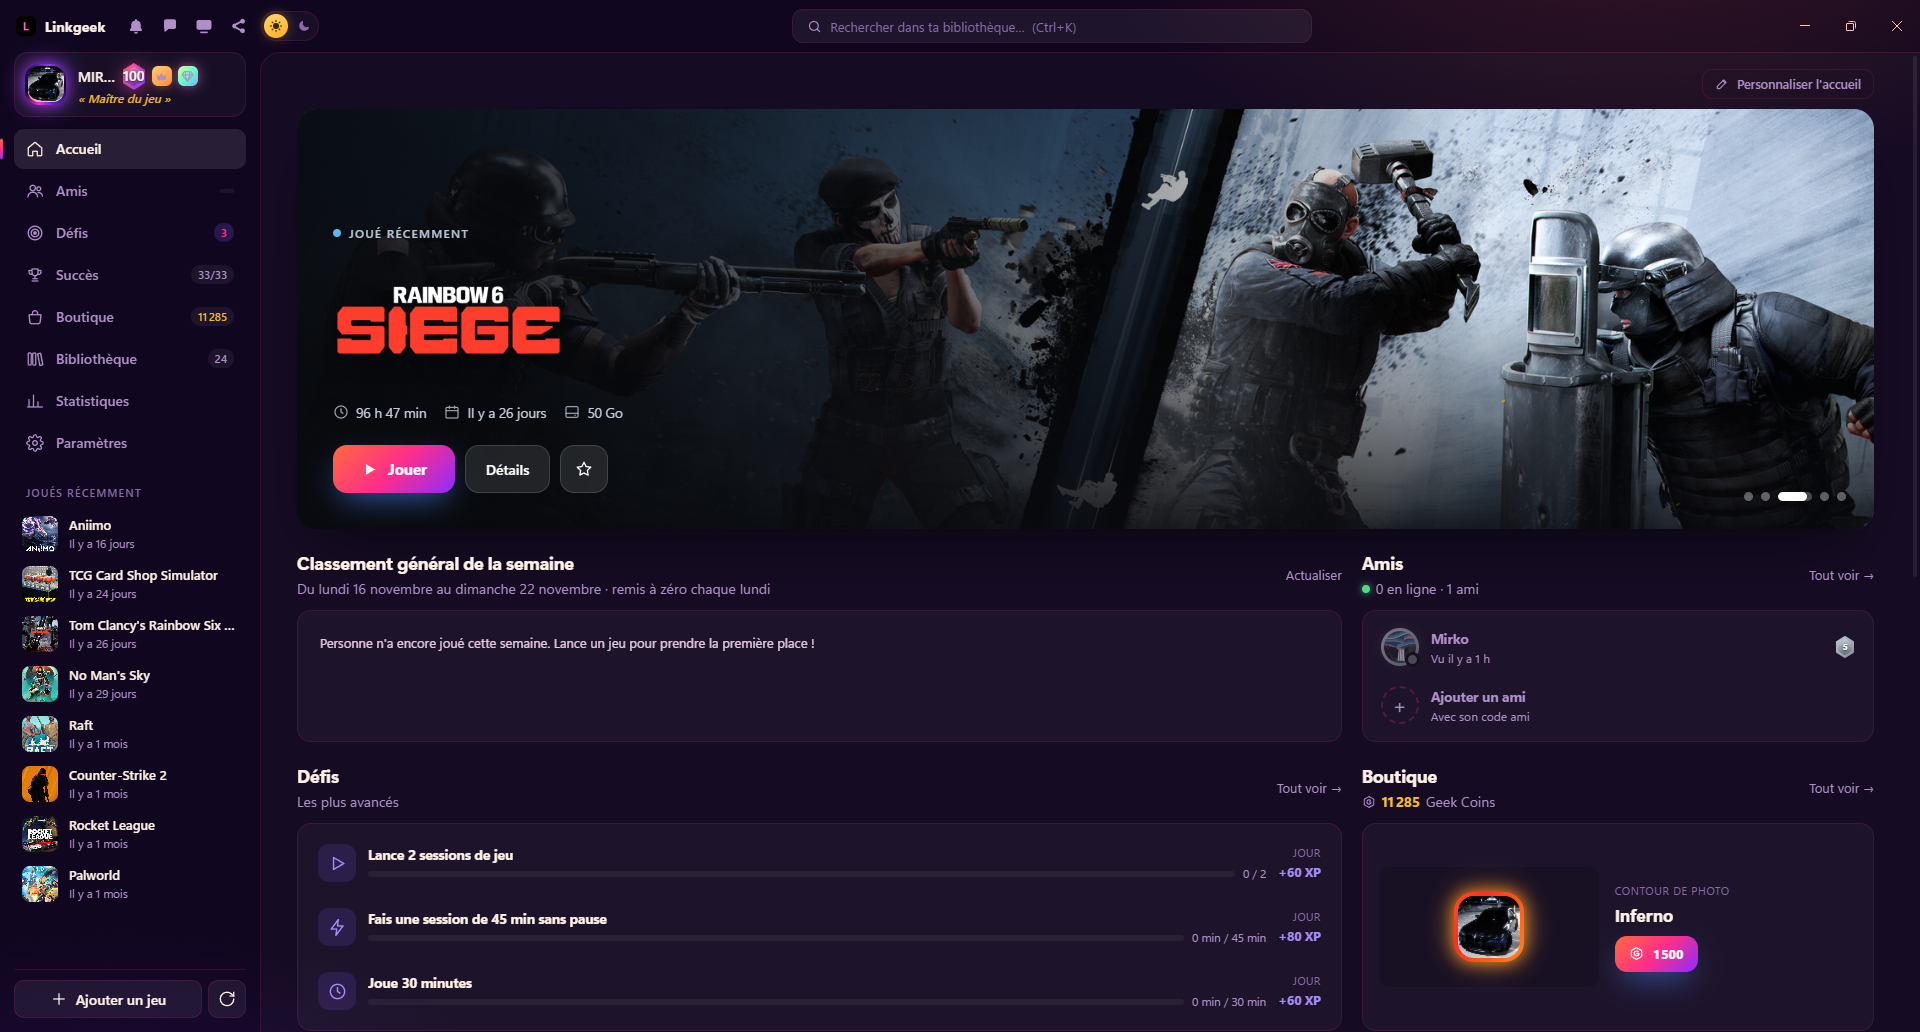 Linkgeek
Rechercher dans ta bibliothèque... (Ctrl+K)
MIR... 100
« Maître du jeu »
Personnaliser l'accueil
Accueil
Amis
Défis 3
Succès 33/33
Boutique 11 285
Bibliothèque 24
Statistiques
Paramètres
JOUÉS RÉCEMMENT
Aniimo
Il y a 16 jours
TCG Card Shop Simulator
Il y a 24 jours
Tom Clancy's Rainbow Six ...
Il y a 26 jours
No Man's Sky
Il y a 29 jours
Raft
Il y a 1 mois
Counter-Strike 2
Il y a 1 mois
Rocket League
Il y a 1 mois
Palworld
Il y a 1 mois
+ Ajouter un jeu
JOUÉ RÉCEMMENT
RAINBOW 6
SIEGE
96 h 47 min Il y a 26 jours 50 Go
Jouer Détails
Classement général de la semaine
Du lundi 16 novembre au dimanche 22 novembre · remis à zéro chaque lundi
Actualiser
Personne n'a encore joué cette semaine. Lance un jeu pour prendre la première place !
Amis
0 en ligne · 1 ami
Tout voir →
Mirko
Vu il y a 1 h
5
Ajouter un ami
Avec son code ami
Défis
Les plus avancés
Tout voir →
Lance 2 sessions de jeu
JOUR
0 / 2 +60 XP
Fais une session de 45 min sans pause
JOUR
0 min / 45 min +80 XP
Joue 30 minutes
JOUR
0 min / 30 min +60 XP
Boutique
11 285 Geek Coins
Tout voir →
CONTOUR DE PHOTO
Inferno
1 500